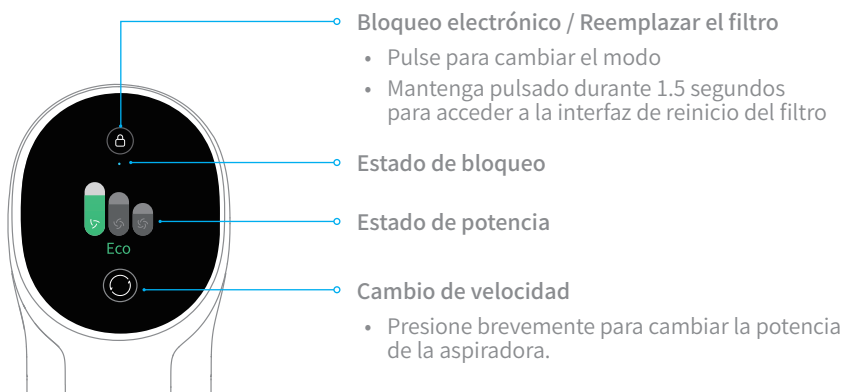 Bloqueo electrónico / Reemplazar el filtro
• Pulse para cambiar el modo
• Mantenga pulsado durante 1.5 segundos
para acceder a la interfaz de reinicio del filtro
Estado de bloqueo
Estado de potencia
Eco
Cambio de velocidad
• Presione brevemente para cambiar la potencia
de la aspiradora.